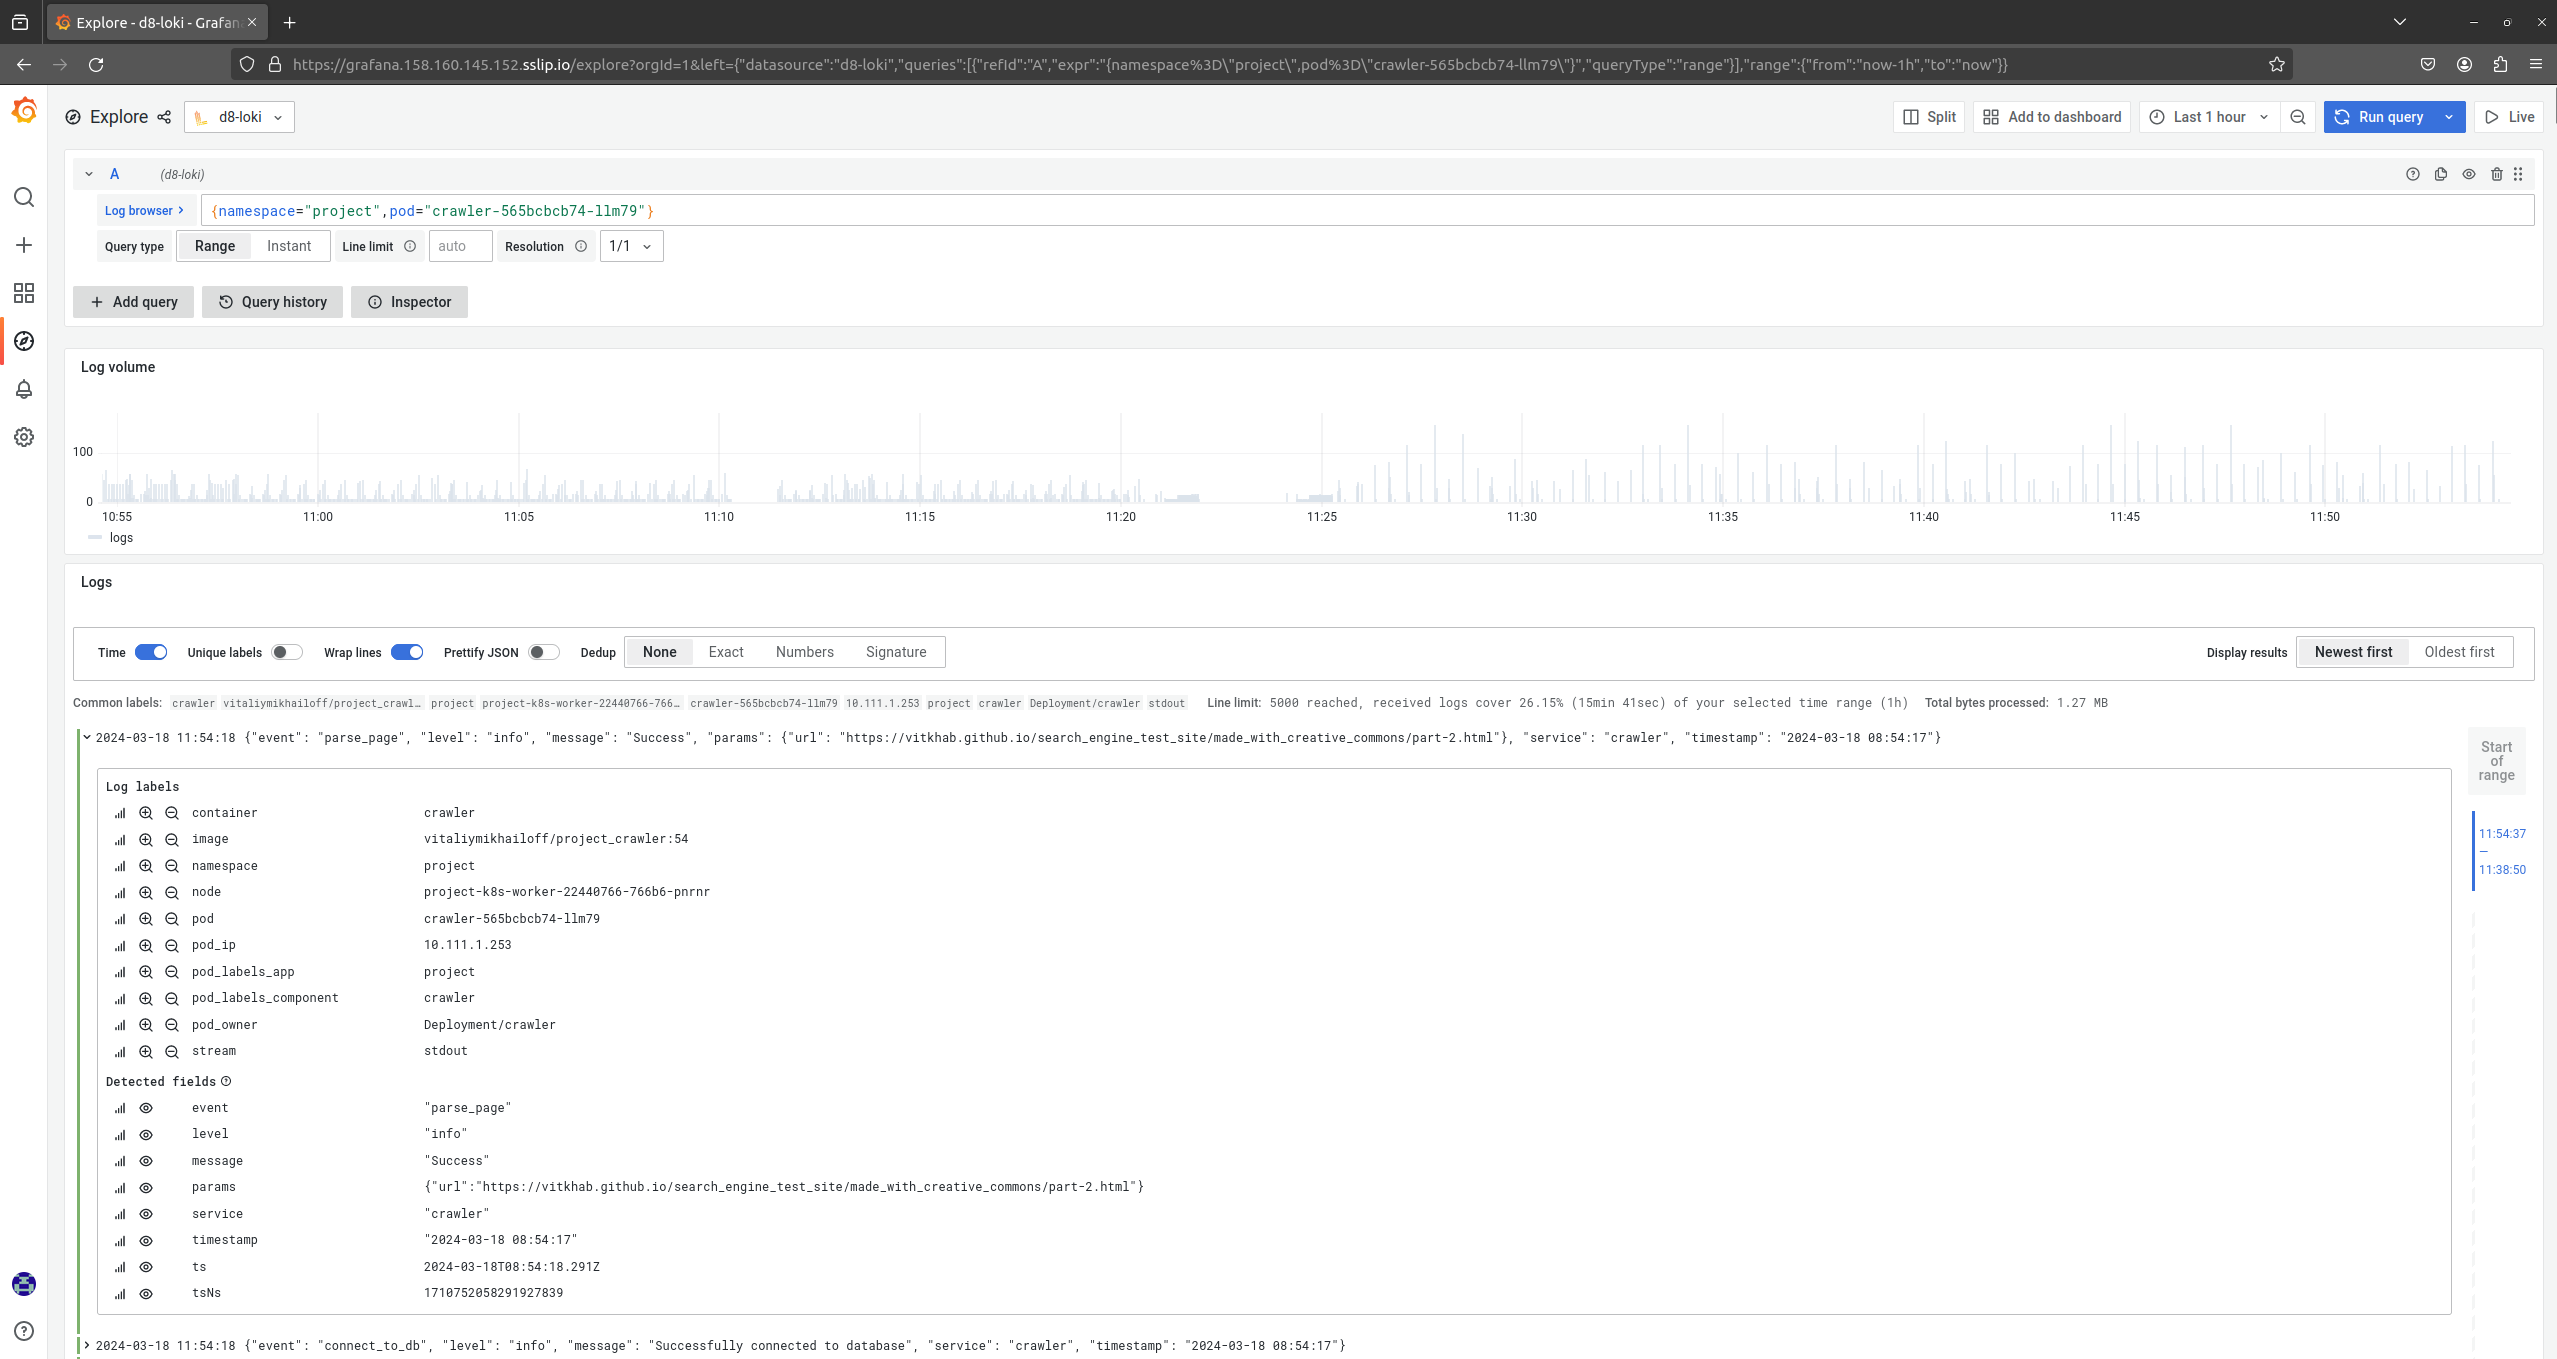 Explore - d8-loki - Grafan
https://grafana.158.160.145.152.sslip.io/explore?orgId=1&left={"datasource":"d8-loki","queries":[{"refId":"A","expr":"{namespace%3D\"project\",pod%3D\"crawler-565bcbcb74-llm79\"}","queryType":"range"}],"range":{"from":"now-1h","to":"now"}}
Explore d8-loki Split Add to dashboard Last 1 hour Run query Live
A (d8-loki)
Log browser > {namespace="project",pod="crawler-565bcbcb74-llm79"}
Query type Range Instant Line limit auto Resolution 1/1
+ Add query Query history Inspector
Log volume
100
0
10:55 11:00 11:05 11:10 11:15 11:20 11:25 11:30 11:35 11:40 11:45 11:50
logs
Logs
Time Unique labels Wrap lines Prettify JSON Dedup None Exact Numbers Signature Display results Newest first Oldest first
Common labels: crawler vitaliymikhailoff/project_crawl… project project-k8s-worker-22440766-766… crawler-565bcbcb74-llm79 10.111.1.253 project crawler Deployment/crawler stdout Line limit: 5000 reached, received logs cover 26.15% (15min 41sec) of your selected time range (1h) Total bytes processed: 1.27 MB
2024-03-18 11:54:18 {"event": "parse_page", "level": "info", "message": "Success", "params": {"url": "https://vitkhab.github.io/search_engine_test_site/made_with_creative_commons/part-2.html"}, "service": "crawler", "timestamp": "2024-03-18 08:54:17"}
Start
of
range
11:54:37
—
11:38:50
Log labels
container crawler
image vitaliymikhailoff/project_crawler:54
namespace project
node project-k8s-worker-22440766-766b6-pnrnr
pod crawler-565bcbcb74-llm79
pod_ip 10.111.1.253
pod_labels_app project
pod_labels_component crawler
pod_owner Deployment/crawler
stream stdout
Detected fields
event "parse_page"
level "info"
message "Success"
params {"url":"https://vitkhab.github.io/search_engine_test_site/made_with_creative_commons/part-2.html"}
service "crawler"
timestamp "2024-03-18 08:54:17"
ts 2024-03-18T08:54:18.291Z
tsNs 1710752058291927839
2024-03-18 11:54:18 {"event": "connect_to_db", "level": "info", "message": "Successfully connected to database", "service": "crawler", "timestamp": "2024-03-18 08:54:17"}